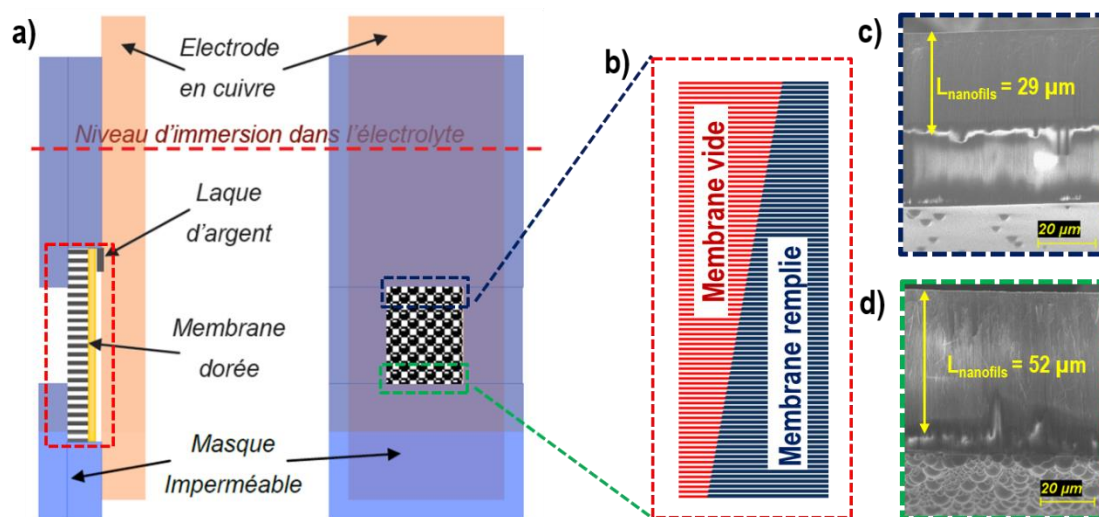 a)
Electrode
en cuivre
Niveau d'immersion dans l'électrolyte
Laque
d'argent
Membrane
dorée
Masque
Imperméable
b)
Membrane vide
Membrane remplie
c)
Lnanofils = 29 µm
20 µm
d)
Lnanofils = 52 µm
20 µm